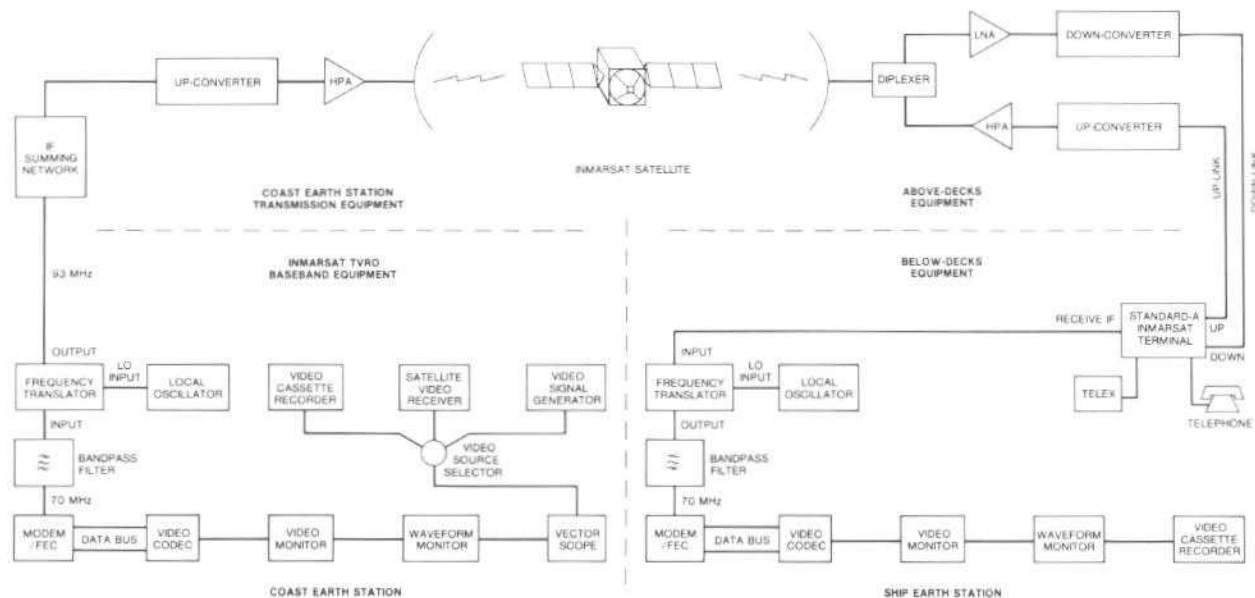 UP-CONVERTER
HPA
IF
SUMMING
NETWORK
INMARSAT SATELLITE
COAST EARTH STATION
TRANSMISSION EQUIPMENT
LNA
DOWN-CONVERTER
DIPLEXER
HPA
UP-CONVERTER
UP-LINK
DOWN-LINK
ABOVE-DECKS
EQUIPMENT
INMARSAT TVRO
BASEBAND EQUIPMENT
93 MHz
OUTPUT
FREQUENCY
TRANSLATOR
LO
INPUT
LOCAL
OSCILLATOR
INPUT
BANDPASS
FILTER
70 MHz
VIDEO
CASSETTE
RECORDER
SATELLITE
VIDEO
RECEIVER
VIDEO
SIGNAL
GENERATOR
VIDEO
SOURCE
SELECTOR
MODEM
/FEC
DATA BUS
VIDEO
CODEC
VIDEO
MONITOR
WAVEFORM
MONITOR
VECTOR
SCOPE
COAST EARTH STATION
BELOW-DECKS
EQUIPMENT
RECEIVE IF
STANDARD-A
INMARSAT
TERMINAL
UP
DOWN
TELEX
TELEPHONE
INPUT
FREQUENCY
TRANSLATOR
LO
INPUT
LOCAL
OSCILLATOR
OUTPUT
BANDPASS
FILTER
70 MHz
MODEM
/FEC
DATA BUS
VIDEO
CODEC
VIDEO
MONITOR
WAVEFORM
MONITOR
VIDEO
CASSETTE
RECORDER
SHIP EARTH STATION